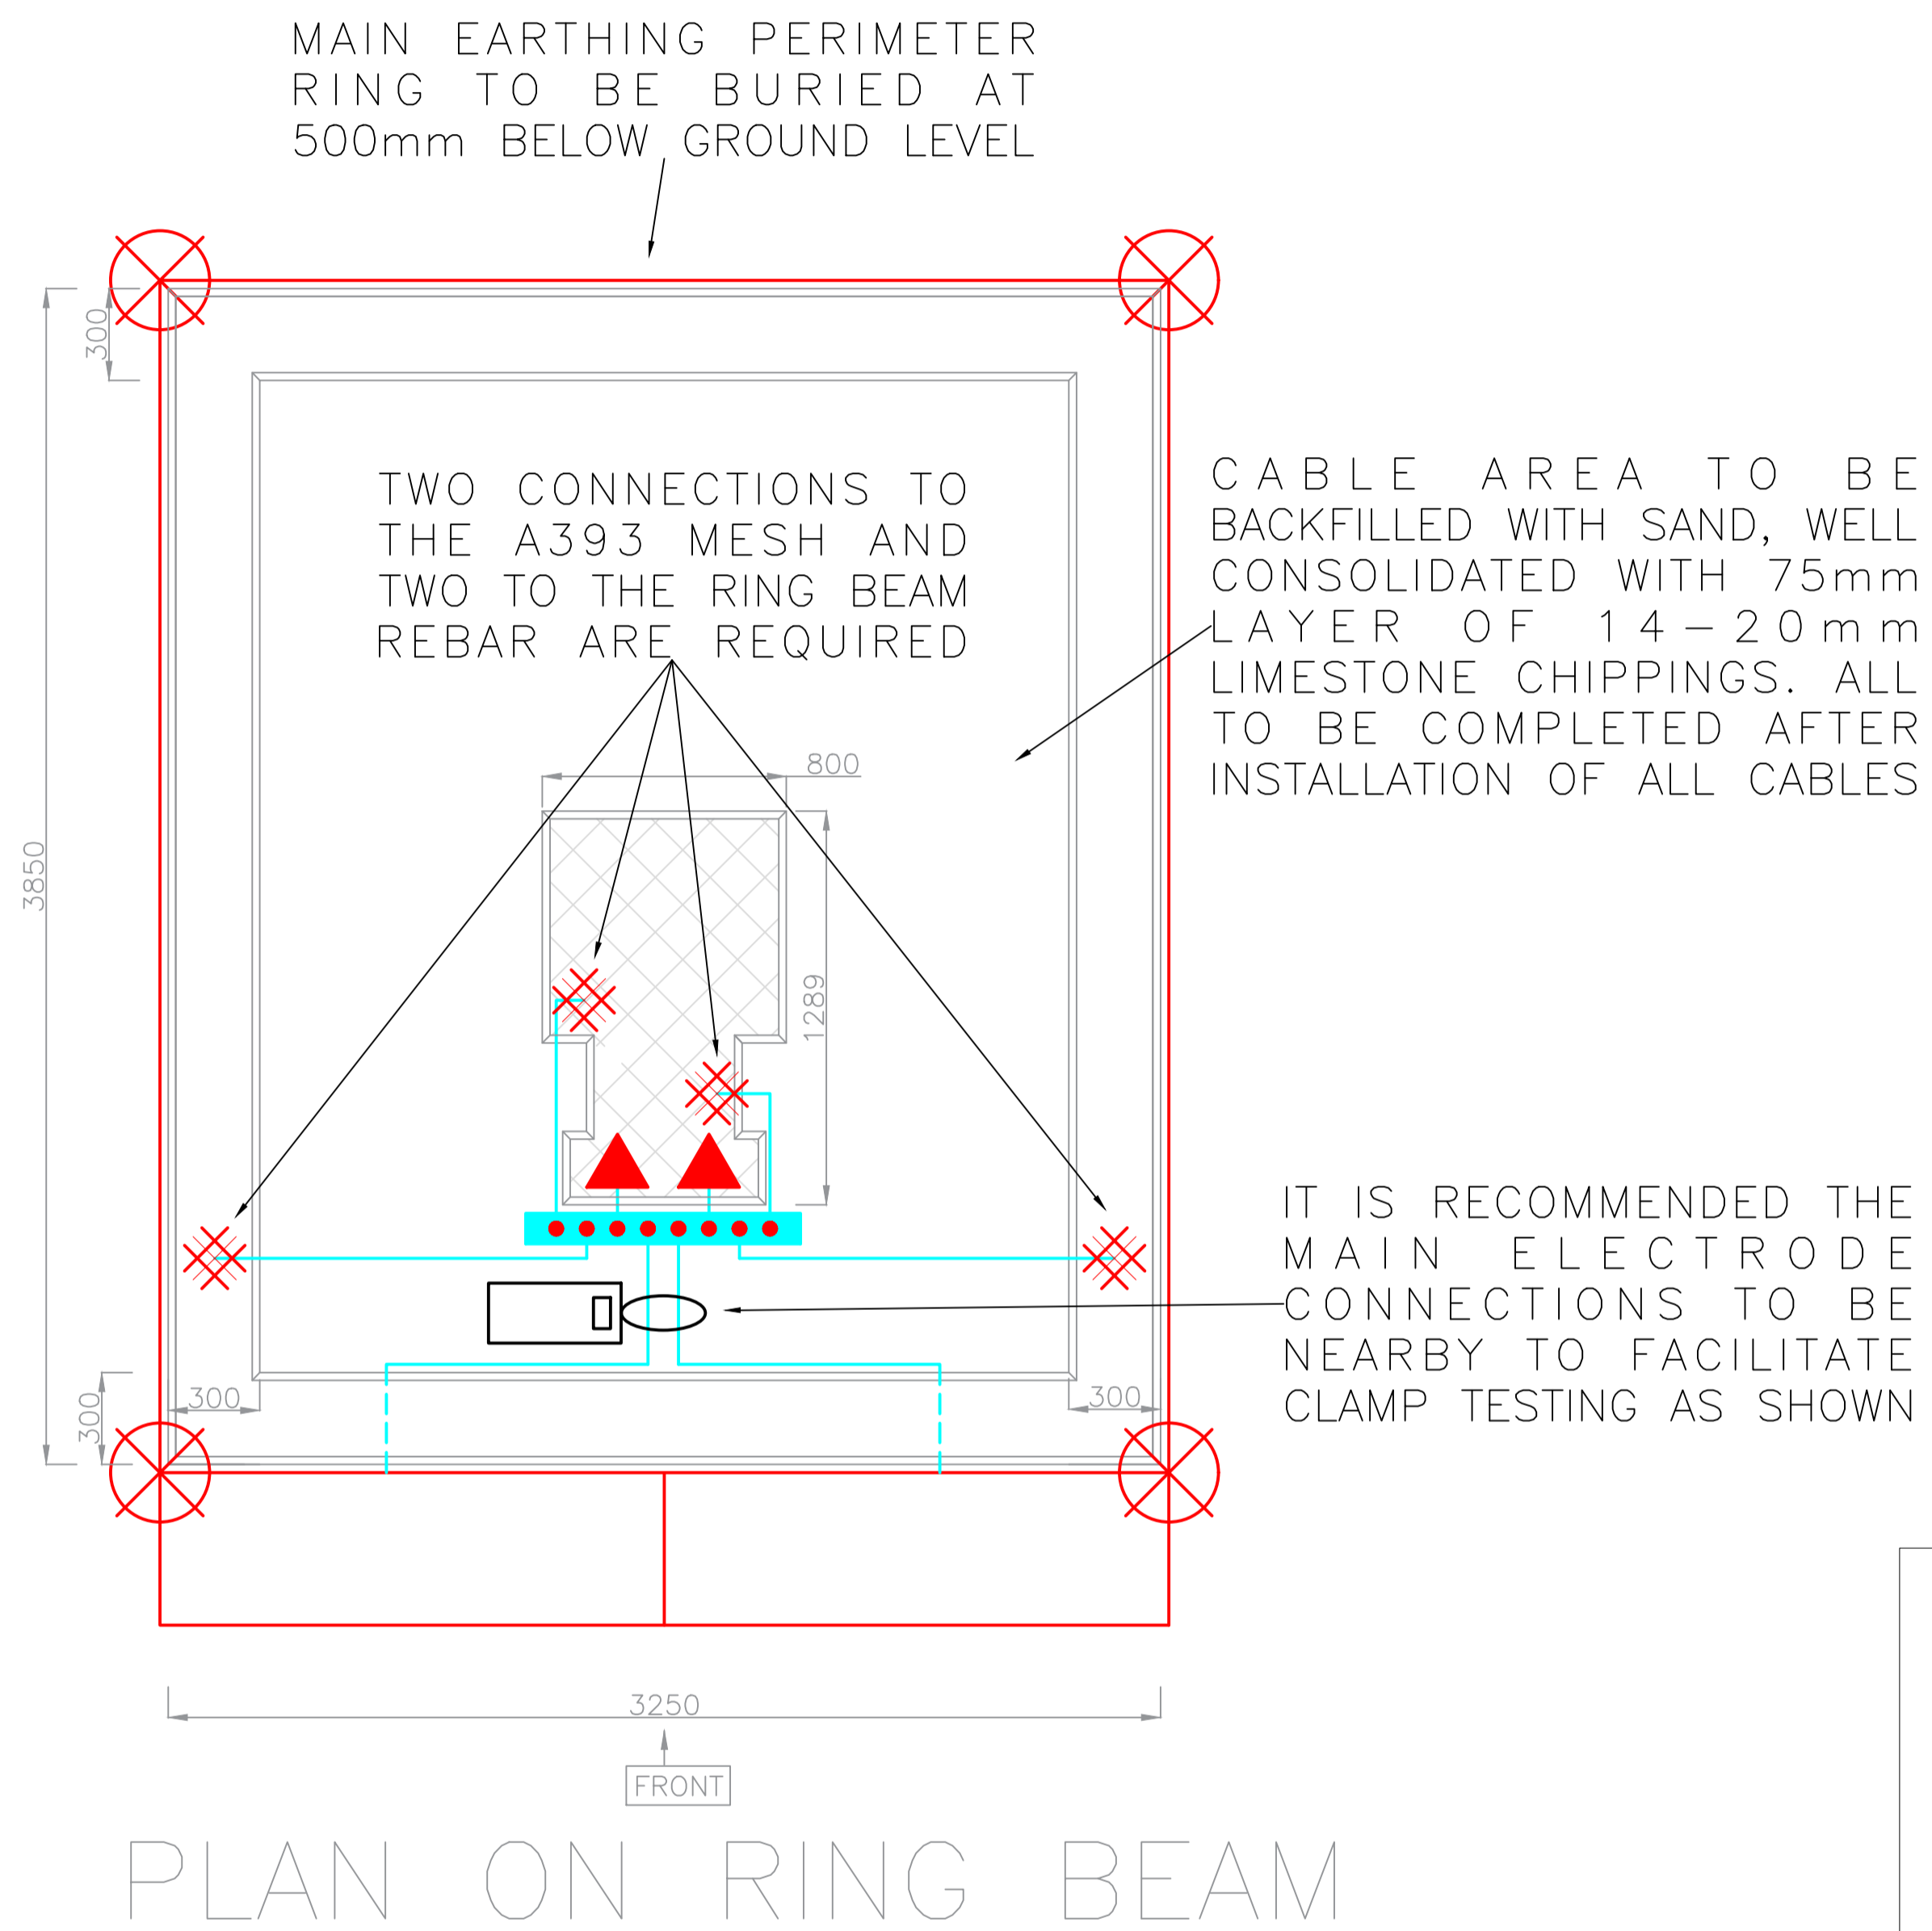 MAIN EARTHING PERIMETER
RING TO BE BURIED AT
500mm BELOW GROUND LEVEL
300
TWO CONNECTIONS TO
THE A393 MESH AND
TWO TO THE RING BEAM
REBAR ARE REQUIRED
CABLE AREA TO BE
BACKFILLED WITH SAND, WELL
CONSOLIDATED WITH 75mm
LAYER OF 14-20mm
LIMESTONE CHIPPINGS. ALL
TO BE COMPLETED AFTER
INSTALLATION OF ALL CABLES
800
3850
1289
IT IS RECOMMENDED THE
MAIN ELECTRODE
CONNECTIONS TO BE
NEARBY TO FACILITATE
CLAMP TESTING AS SHOWN
300
300
300
3250
FRONT
PLAN ON RING BEAM